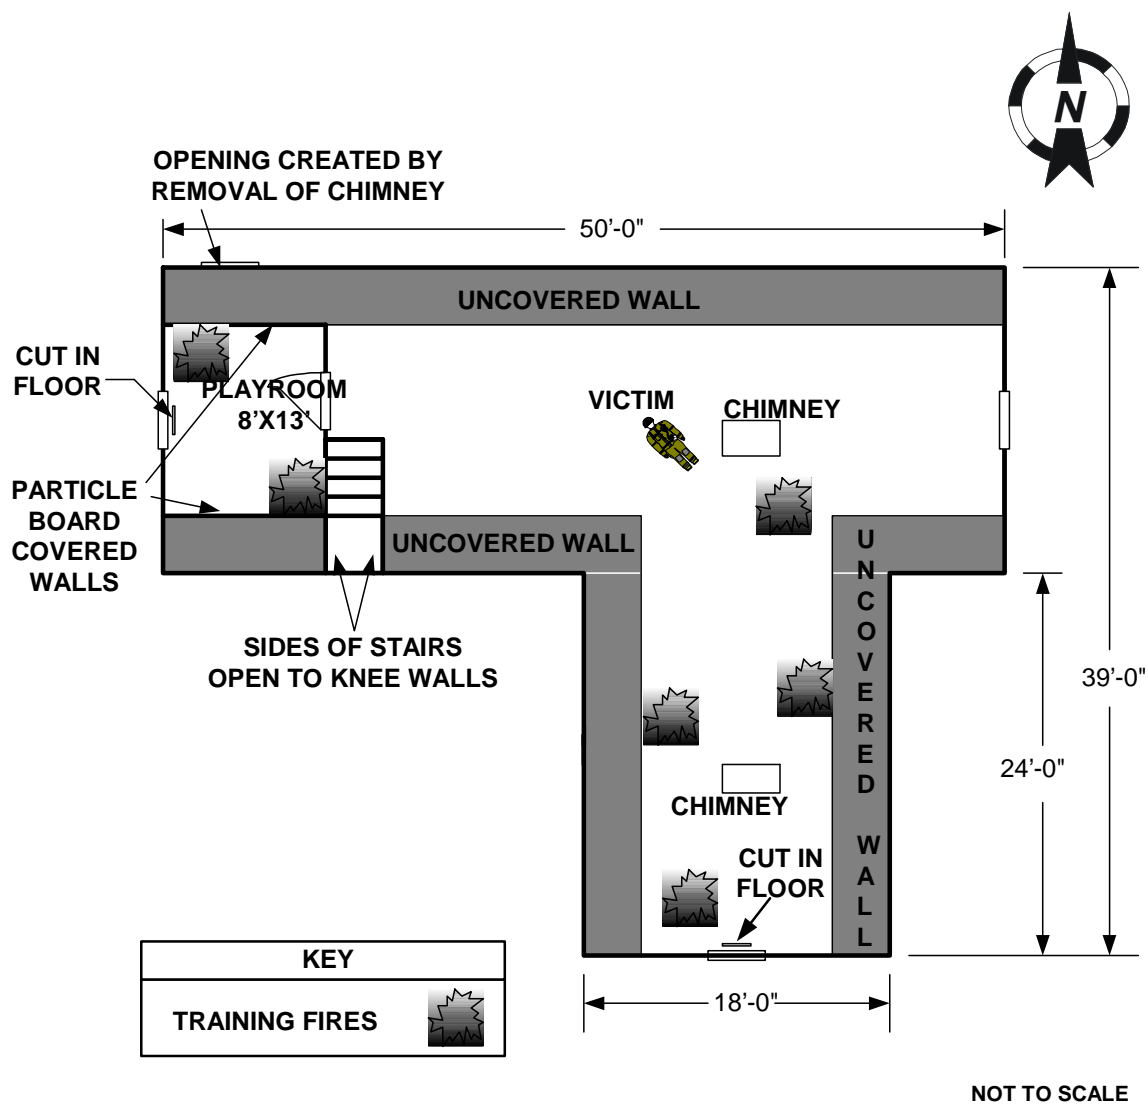 N
OPENING CREATED BY
REMOVAL OF CHIMNEY
50'-0"
UNCOVERED WALL
CUT IN
FLOOR
PLAYROOM
8'X13'
VICTIM
CHIMNEY
PARTICLE
BOARD
COVERED
WALLS
UNCOVERED WALL
UNCOVERED WALL
SIDES OF STAIRS
OPEN TO KNEE WALLS
39'-0"
24'-0"
CHIMNEY
CUT IN
FLOOR
KEY
TRAINING FIRES
18'-0"
NOT TO SCALE